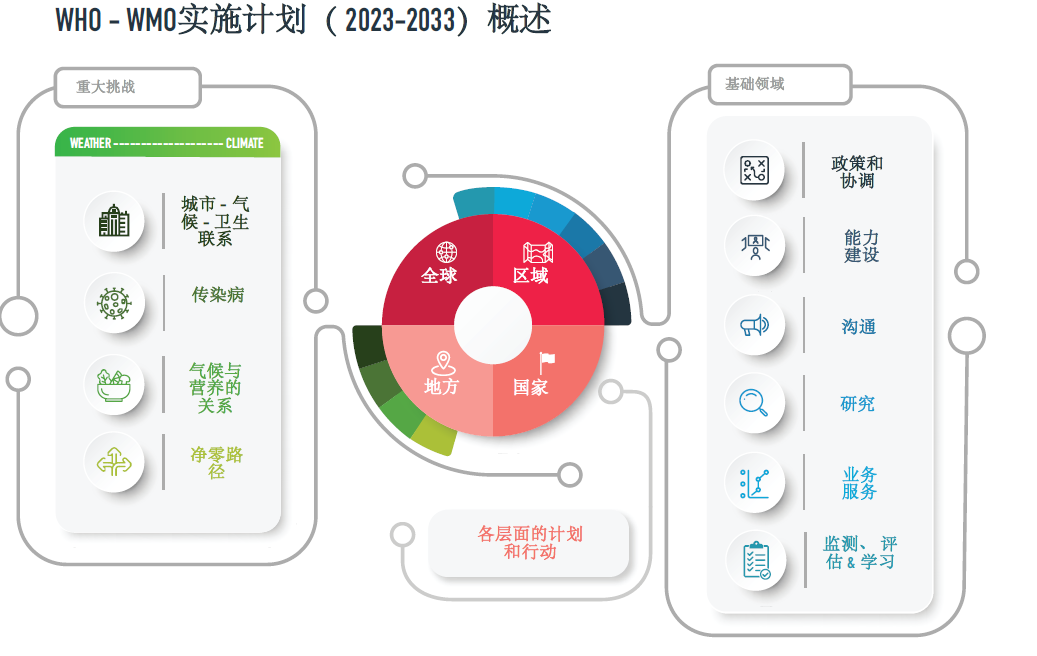 WHO - WMO实施计划（2023-2033）概述
重大挑战
WEATHER ---------------------- CLIMATE
城市 - 气
候 - 卫生
联系
传染病
气候与
营养的
关系
净零路
径
全球
区域
地方
国家
各层面的计划
和行动
基础领域
政策和
协调
能力
建设
沟通
研究
业务
服务
监测、评
估 & 学习